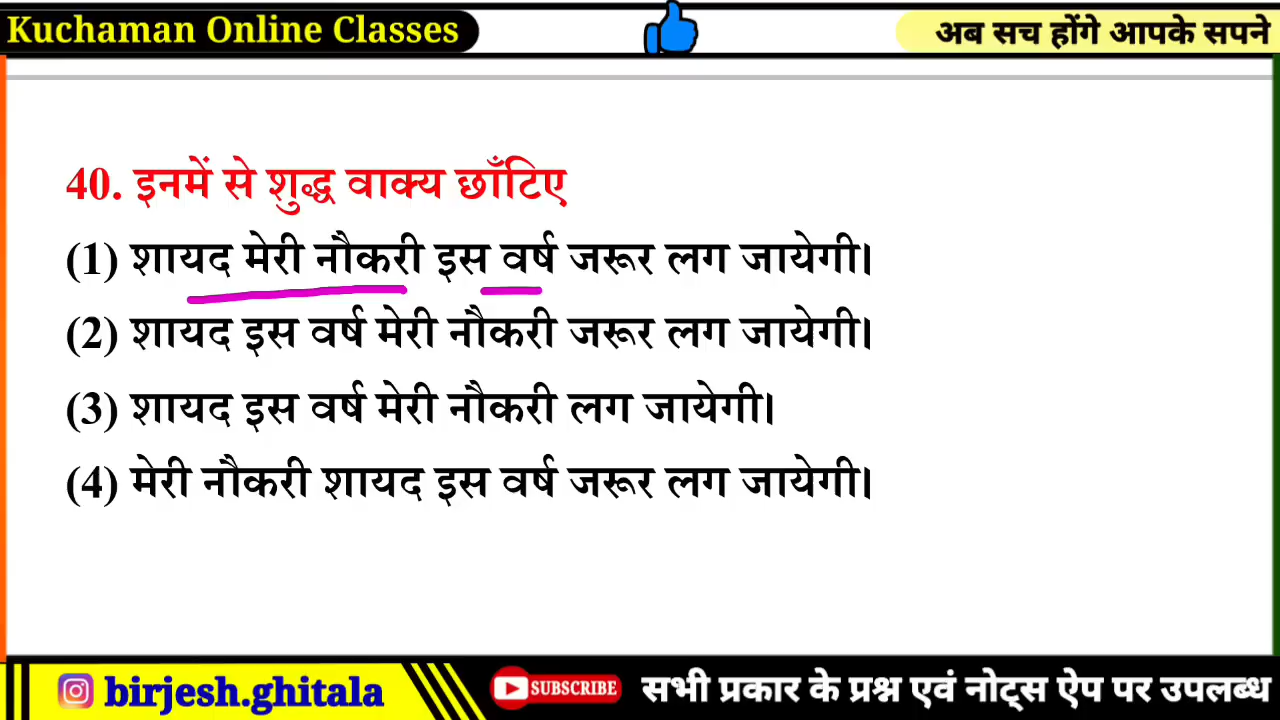 Kuchaman Online Classes
अब सच होंगे आपके सपने
40. इनमें से शुद्ध वाक्य छाँटिए
(1) शायद मेरी नौकरी इस वर्ष जरूर लग जायेगी।
(2) शायद इस वर्ष मेरी नौकरी जरूर लग जायेगी।
(3) शायद इस वर्ष मेरी नौकरी लग जायेगी।
(4) मेरी नौकरी शायद इस वर्ष जरूर लग जायेगी।
birjesh.ghitala
SUBSCRIBE
सभी प्रकार के प्रश्न एवं नोट्स ऐप पर उपलब्ध